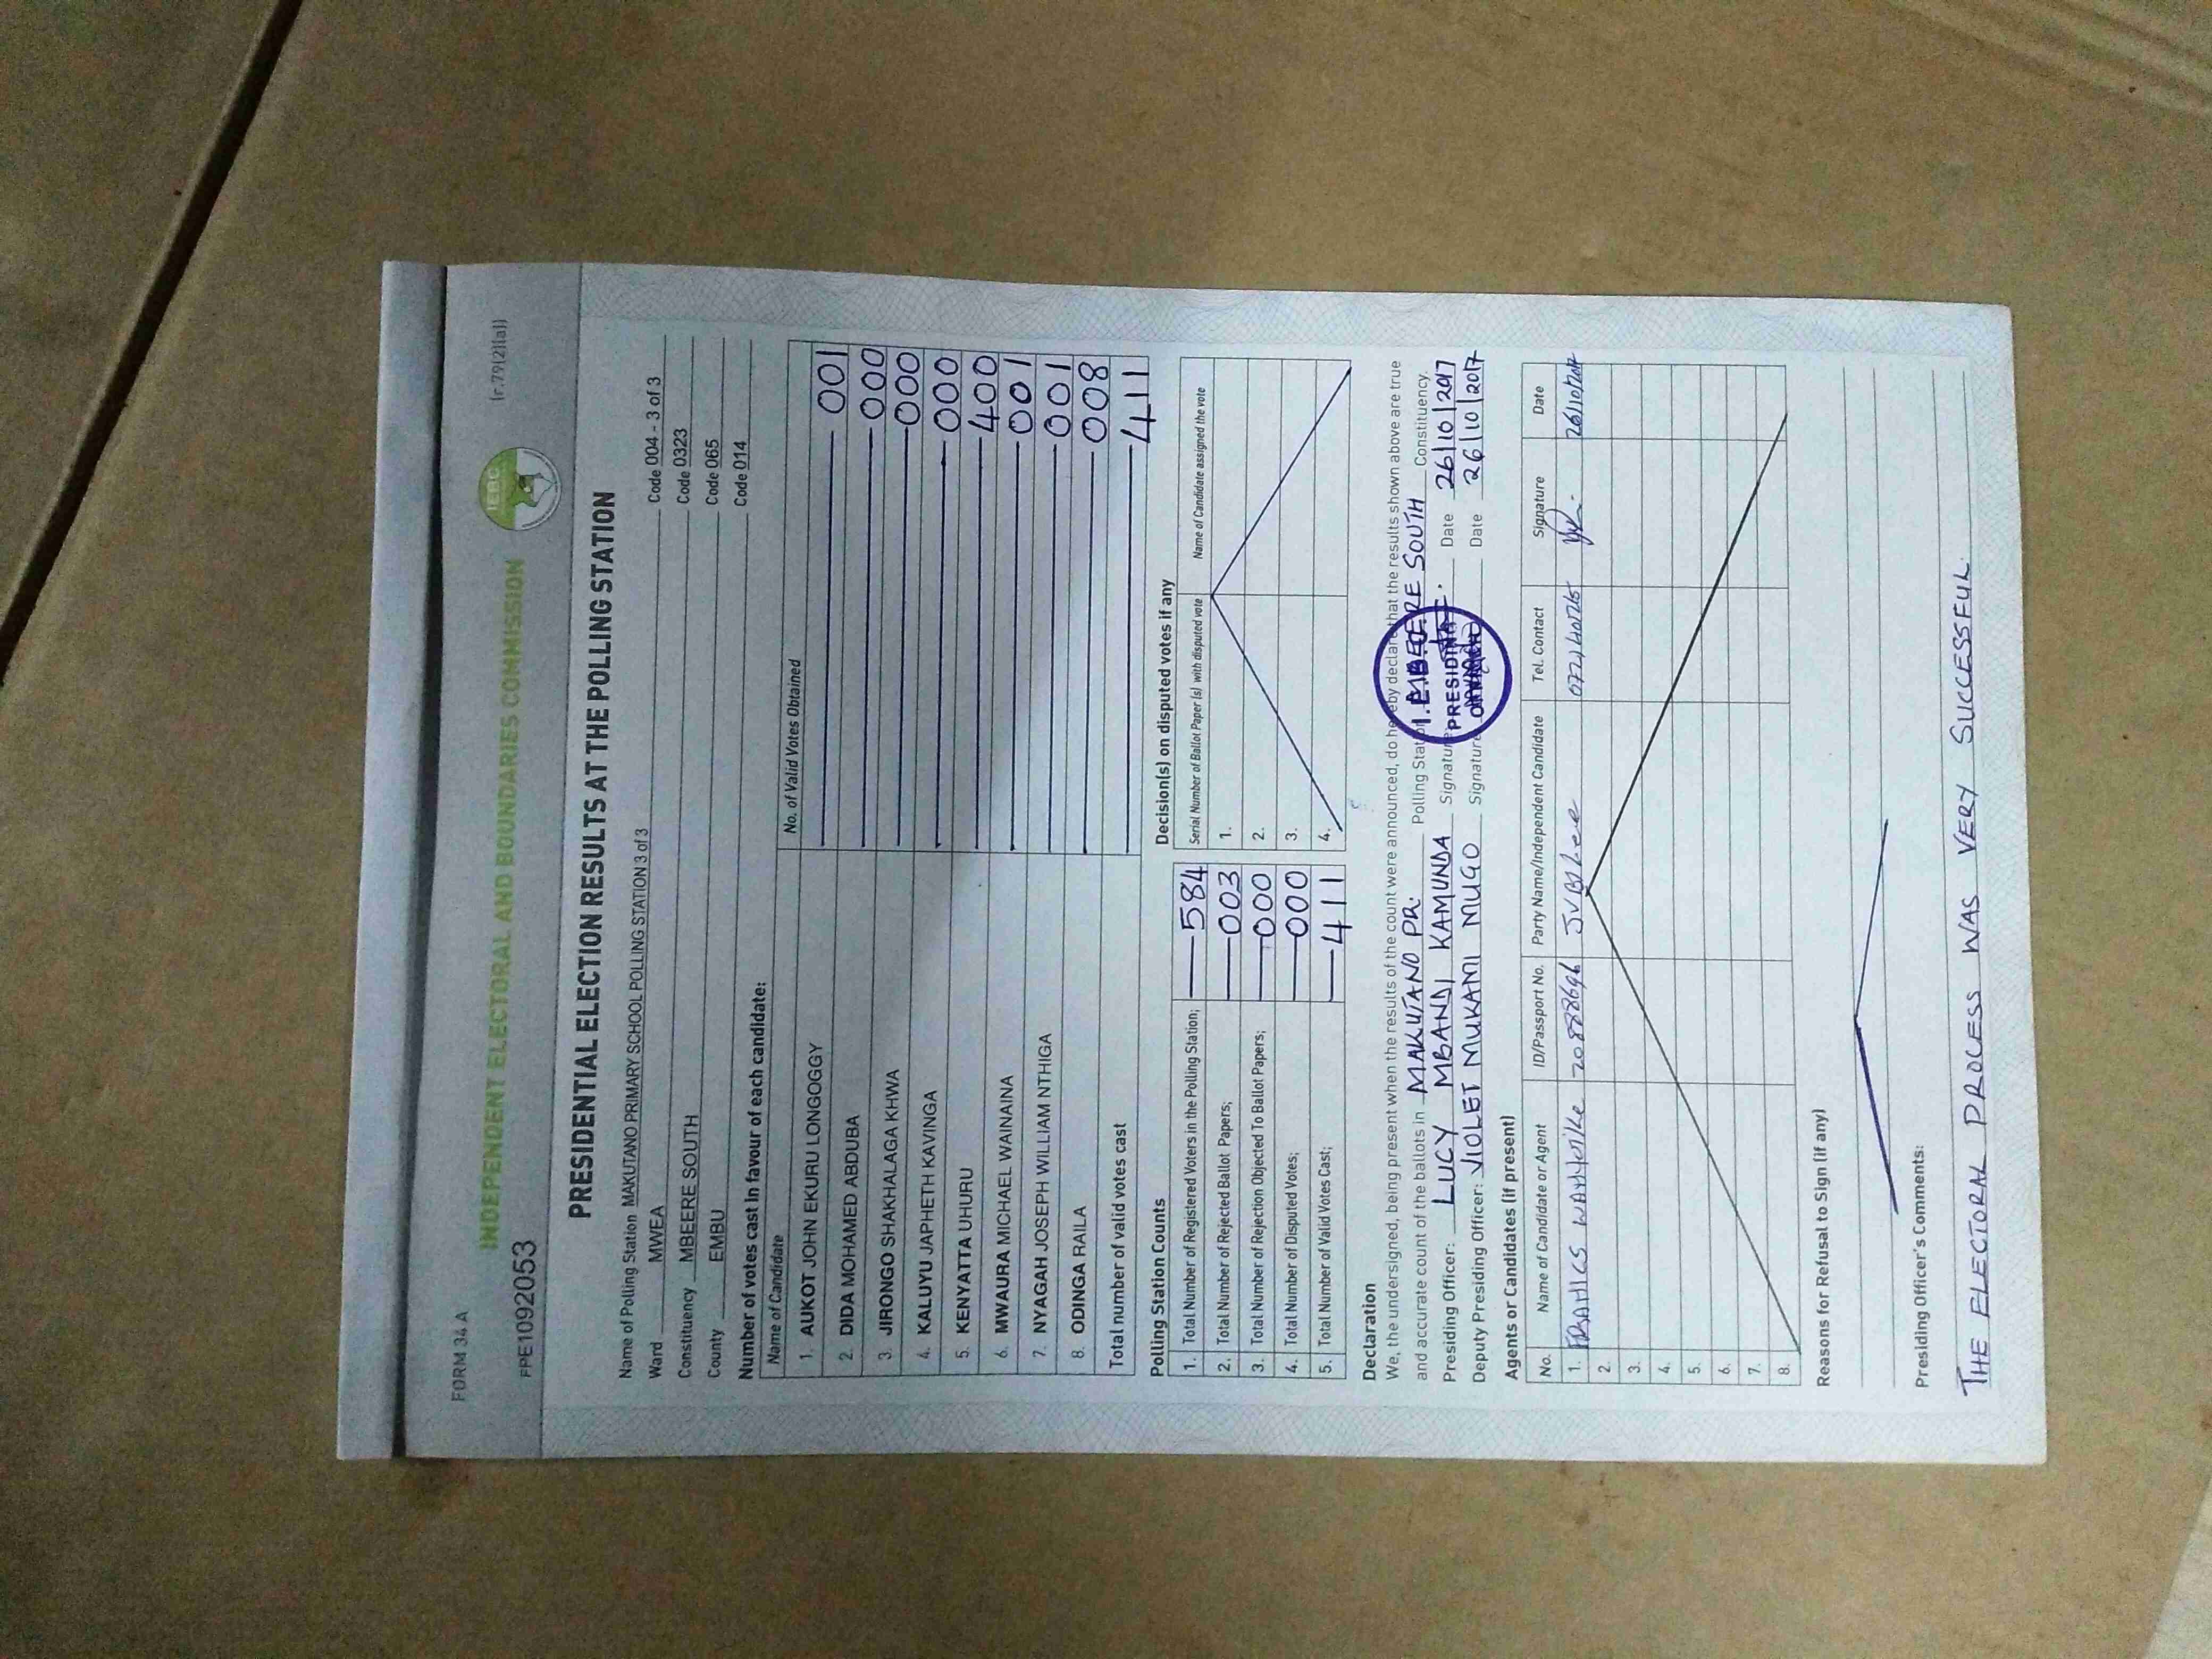 FORM 34 A
(r.79(2)(a))
INDEPENDENT ELECTORAL AND BOUNDARIES COMMISSION
IEBC
FPE1092053
PRESIDENTIAL ELECTION RESULTS AT THE POLLING STATION
Name of Polling Station MAKUTANO PRIMARY SCHOOL POLLING STATION 3 of 3 Code 004 - 3 of 3
Ward MWEA Code 0323
Constituency MBEERE SOUTH Code 065
County EMBU Code 014
Number of votes cast In favour of each candidate:
Name of Candidate No. of Valid Votes Obtained
1. AUKOT JOHN EKURU LONGOGGY 001
2. DIDA MOHAMED ABDUBA 000
3. JIRONGO SHAKHALAGA KHWA 000
4. KALUYU JAPHETH KAVINGA 000
5. KENYATTA UHURU 400
6. MWAURA MICHAEL WAINAINA 001
7. NYAGAH JOSEPH WILLIAM NTHIGA 001
8. ODINGA RAILA 008
Total number of valid votes cast 411
Polling Station Counts
1. Total Number of Registered Voters in the Polling Station; 584
2. Total Number of Rejected Ballot Papers; 003
3. Total Number of Rejection Objected To Ballot Papers; 000
4. Total Number of Disputed Votes; 000
5. Total Number of Valid Votes Cast; 411
Decision(s) on disputed votes if any
Serial Number of Ballot Paper (s) with disputed vote Name of Candidate assigned the vote
1.
2.
3.
4.
Declaration
We, the undersigned, being present when the results of the count were announced, do hereby declare that the results shown above are true
and accurate count of the ballots in MAKUTANO PR. Polling Station MBEERE SOUTH Constituency.
Presiding Officer: LUCY MBANDI KAMUNDA Signature Date 26/10/2017
Deputy Presiding Officer: VIOLET MUKAMI MUGO Signature Date 26/10/2017
PRESIDING
Agents or Candidates (if present)
No. Name of Candidate or Agent ID/Passport No. Party Name/Independent Candidate Tel. Contact Signature Date
1. JUBILEE 26/10/2017
2.
3.
4.
5.
6.
7.
8.
Reasons for Refusal to Sign (if any)
Presiding Officer's Comments:
THE ELECTORAL PROCESS WAS VERY SUCCESSFUL.